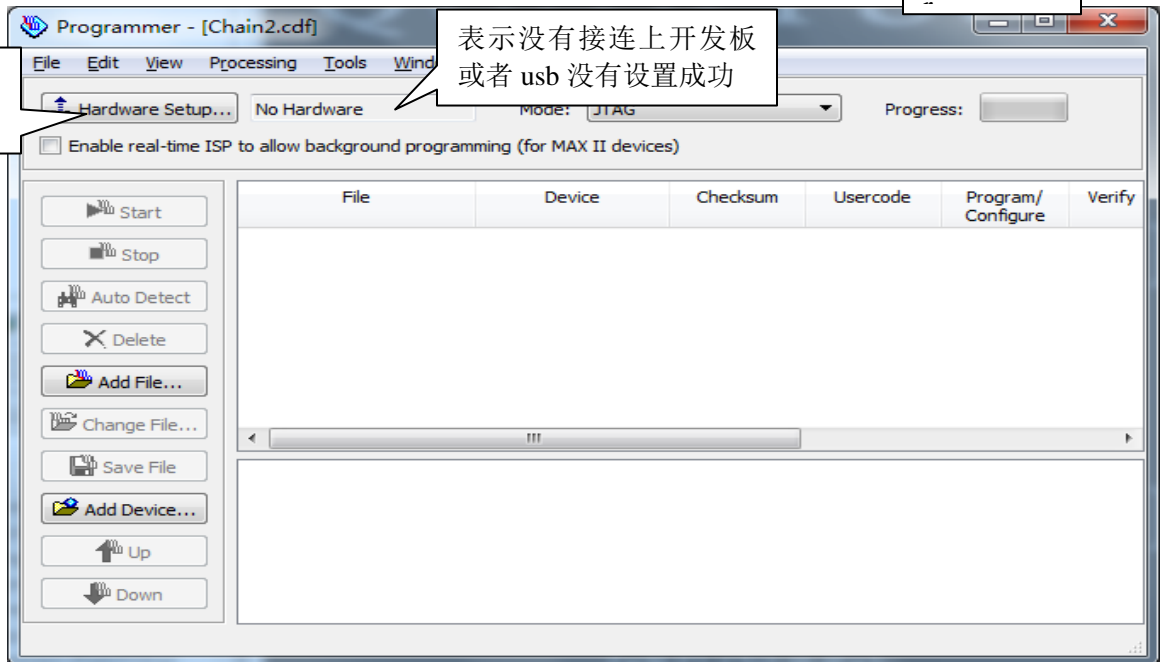 Programmer - [Chain2.cdf]
表示没有接连上开发板
或者 usb 没有设置成功
File Edit View Processing Tools Wind
Hardware Setup... No Hardware Mode: JTAG Progress:
Enable real-time ISP to allow background programming (for MAX II devices)
File Device Checksum Usercode Program/ Verify
Configure
Start
Stop
Auto Detect
Delete
Add File...
Change File...
Save File
Add Device...
Up
Down